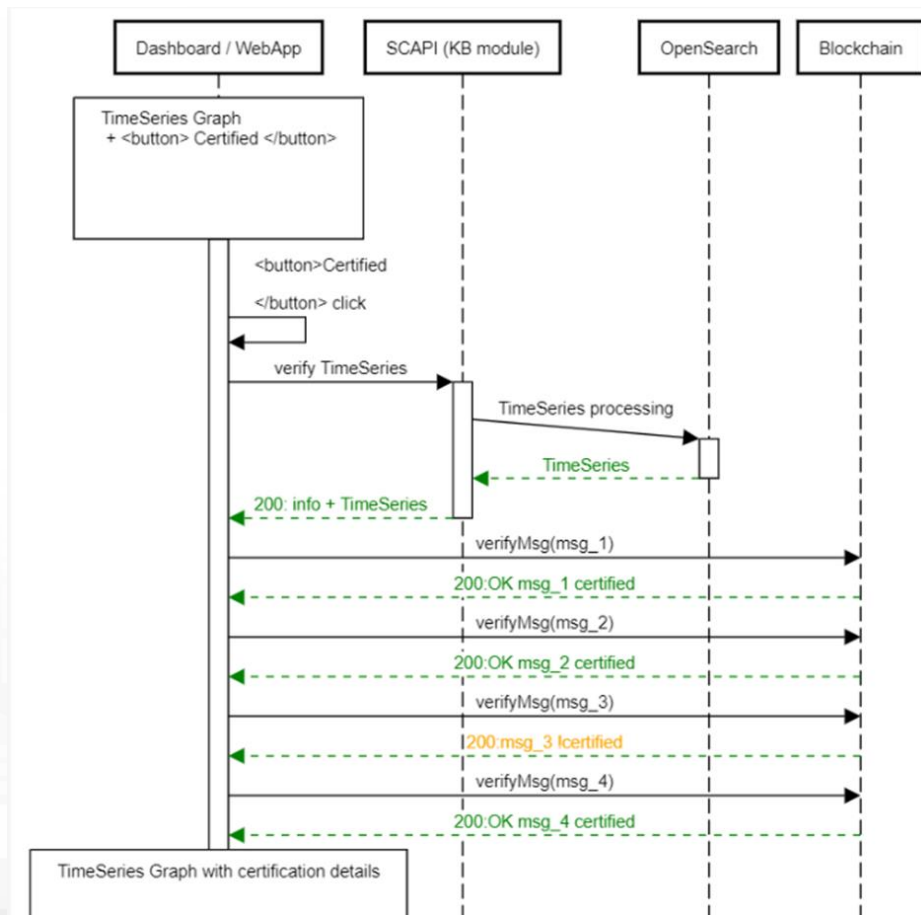 Dashboard / WebApp
SCAPI (KB module)
OpenSearch
Blockchain
TimeSeries Graph
+ <button> Certified </button>
<button>Certified
</button> click
verify TimeSeries
TimeSeries processing
TimeSeries
200: info + TimeSeries
verifyMsg(msg_1)
200:OK msg_1 certified
verifyMsg(msg_2)
200:OK msg_2 certified
verifyMsg(msg_3)
200:msg_3 !certified
verifyMsg(msg_4)
200:OK msg_4 certified
TimeSeries Graph with certification details